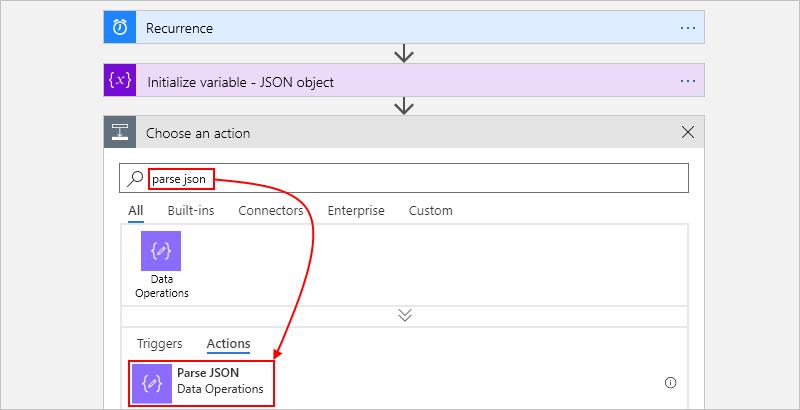 Recurrence
{x} Initialize variable - JSON object
Choose an action
parse json
All Built-ins Connectors Enterprise Custom
Data
Operations
Triggers Actions
Parse JSON
Data Operations